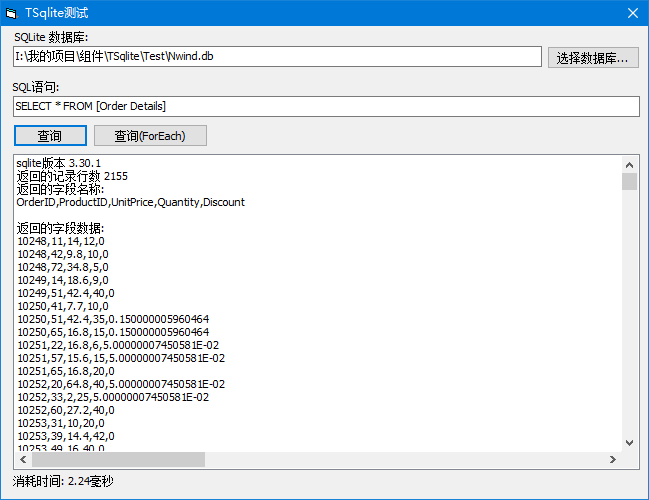 TSqlite测试
SQLite 数据库:
I:\我的项目\组件\TSqlite\Test\Nwind.db
选择数据库...
SQL语句:
SELECT * FROM [Order Details]
查询
查询(ForEach)
sqlite版本 3.30.1
返回的记录行数 2155
返回的字段名称:
OrderID,ProductID,UnitPrice,Quantity,Discount
返回的字段数据:
10248,11,14,12,0
10248,42,9.8,10,0
10248,72,34.8,5,0
10249,14,18.6,9,0
10249,51,42.4,40,0
10250,41,7.7,10,0
10250,51,42.4,35,0.150000005960464
10250,65,16.8,15,0.150000005960464
10251,22,16.8,6,5.00000007450581E-02
10251,57,15.6,15,5.00000007450581E-02
10251,65,16.8,20,0
10252,20,64.8,40,5.00000007450581E-02
10252,33,2,25,5.00000007450581E-02
10252,60,27.2,40,0
10253,31,10,20,0
10253,39,14.4,42,0
10253,49,16,40,0
消耗时间: 2.24毫秒